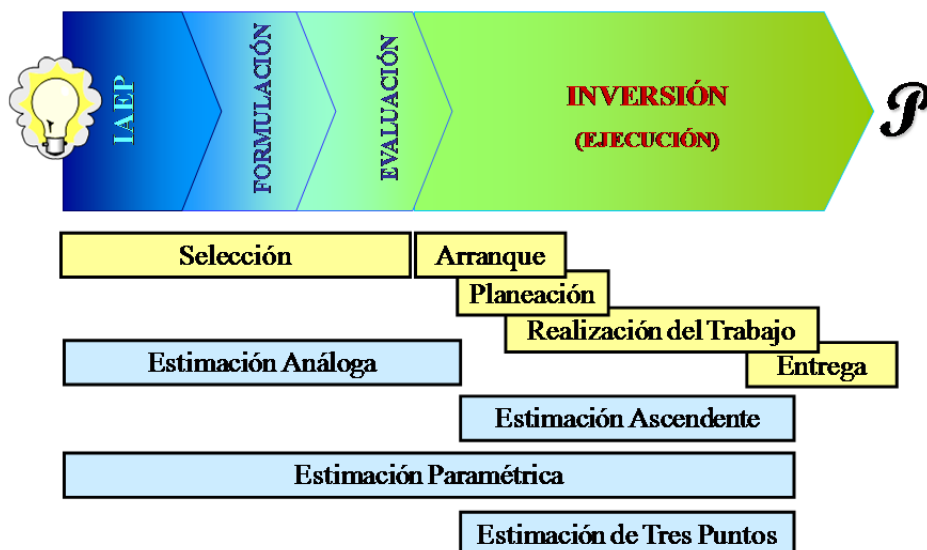 IAEP
FORMULACIÓN
EVALUACIÓN
INVERSIÓN
(EJECUCIÓN)
P
Selección
Arranque
Planeación
Realización del Trabajo
Estimación Análoga
Entrega
Estimación Ascendente
Estimación Paramétrica
Estimación de Tres Puntos